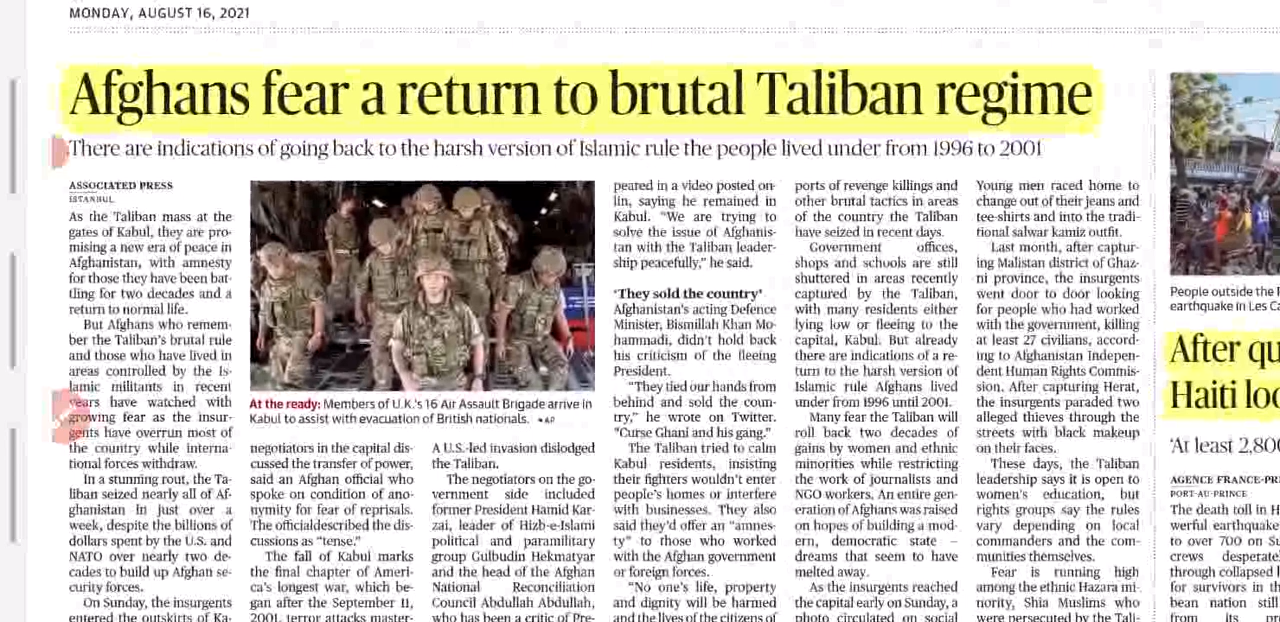 MONDAY, AUGUST 16, 2021
Afghans fear a return to brutal Taliban regime
There are indications of going back to the harsh version of Islamic rule the people lived under from 1996 to 2001
ASSOCIATED PRESS
ISTANBUL
As the Taliban mass at the
gates of Kabul, they are pro-
mising a new era of peace in
Afghanistan, with amnesty
for those they have been bat-
tling for two decades and a
return to normal life.
But Afghans who remem-
ber the Taliban's brutal rule
and those who have lived in
areas controlled by the Is-
lamic militants in recent
years have watched with
growing fear as the insur-
gents have overrun most of
the country while interna-
tional forces withdraw.
In a stunning rout, the Ta-
liban seized nearly all of Af-
ghanistan in just over a
week, despite the billions of
dollars spent by the U.S. and
NATO over nearly two de-
cades to build up Afghan se-
curity forces.
On Sunday, the insurgents
entered the outskirts of Ka-
At the ready: Members of U.K.'s 16 Air Assault Brigade arrive in
Kabul to assist with evacuation of British nationals. • AP
negotiators in the capital dis-
cussed the transfer of power,
said an Afghan official who
spoke on condition of ano-
nymity for fear of reprisals.
The officialdescribed the dis-
cussions as "tense."
The fall of Kabul marks
the final chapter of Ameri-
ca's longest war, which be-
gan after the September 11,
2001, terror attacks master-
A U.S.-led invasion dislodged
the Taliban.
The negotiators on the go-
vernment side included
former President Hamid Kar-
zai, leader of Hizb-e-Islami
political and paramilitary
group Gulbudin Hekmatyar
and the head of the Afghan
National Reconciliation
Council Abdullah Abdullah,
who has been a critic of Pre-
peared in a video posted on-
lin, saying he remained in
Kabul. "We are trying to
solve the issue of Afghanis-
tan with the Taliban leader-
ship peacefully," he said.
'They sold the country'
Afghanistan's acting Defence
Minister, Bismillah Khan Mo-
hammadi, didn't hold back
his criticism of the fleeing
President.
"They tied our hands from
behind and sold the coun-
try," he wrote on Twitter.
"Curse Ghani and his gang."
The Taliban tried to calm
Kabul residents, insisting
their fighters wouldn't enter
people's homes or interfere
with businesses. They also
said they'd offer an "amnes-
ty" to those who worked
with the Afghan government
or foreign forces.
"No one's life, property
and dignity will be harmed
and the lives of the citizens of
ports of revenge killings and
other brutal tactics in areas
of the country the Taliban
have seized in recent days.
Government offices,
shops and schools are still
shuttered in areas recently
captured by the Taliban,
with many residents either
lying low or fleeing to the
capital, Kabul. But already
there are indications of a re-
turn to the harsh version of
Islamic rule Afghans lived
under from 1996 until 2001.
Many fear the Taliban will
roll back two decades of
gains by women and ethnic
minorities while restricting
the work of journalists and
NGO workers. An entire gen-
eration of Afghans was raised
on hopes of building a mod-
ern, democratic state –
dreams that seem to have
melted away.
As the insurgents reached
the capital early on Sunday, a
photo circulated on social
Young men raced home to
change out of their jeans and
tee-shirts and into the tradi-
tional salwar kamiz outfit.
Last month, after captur-
ing Malistan district of Ghaz-
ni province, the insurgents
went door to door looking
for people who had worked
with the government, killing
at least 27 civilians, accord-
ing to Afghanistan Indepen-
dent Human Rights Commis-
sion. After capturing Herat,
the insurgents paraded two
alleged thieves through the
streets with black makeup
on their faces.
These days, the Taliban
leadership says it is open to
women's education, but
rights groups say the rules
vary depending on local
commanders and the com-
munities themselves.
Fear is running high
among the ethnic Hazara mi-
nority, Shia Muslims who
were persecuted by the Tali-
People outside the
earthquake in Les
After qu
Haiti
'At least
AGENCE
PORT-AU-PRINCE
The death toll in
werful earthquake
to over 700 on
crews
through collapsed
for survivors in
bean nation still
from its